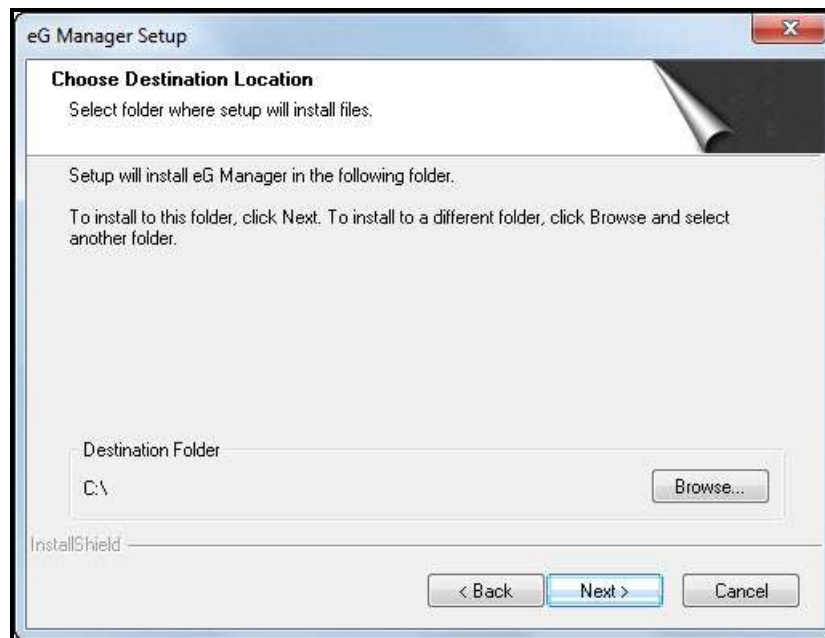 eG Manager Setup
Choose Destination Location
Select folder where setup will install files.
Setup will install eG Manager in the following folder.
To install to this folder, click Next. To install to a different folder, click Browse and select
another folder.
Destination Folder
C:\
Browse...
InstallShield
< Back
Next >
Cancel